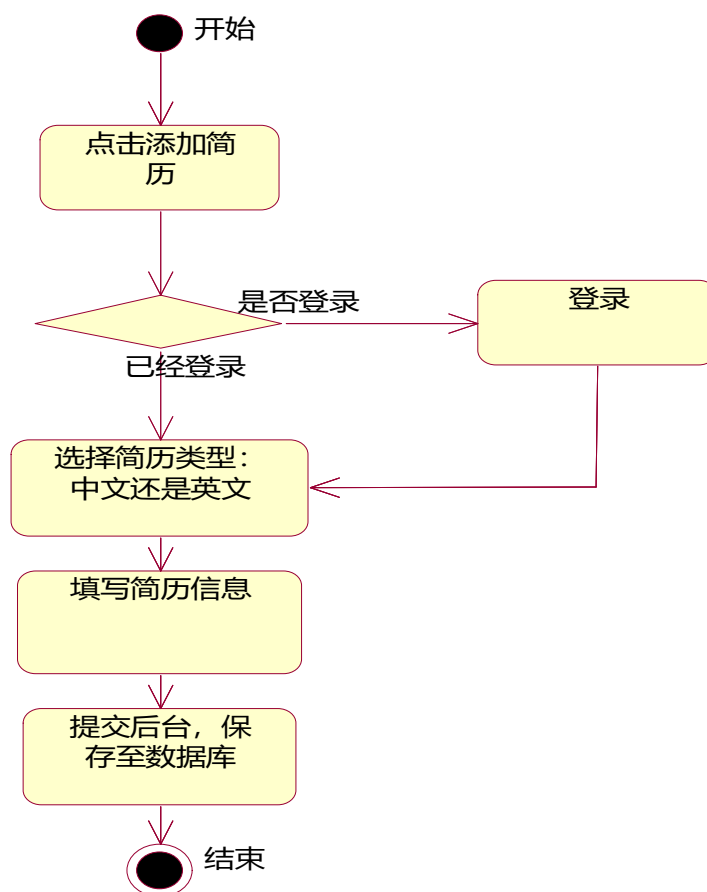 开始
点击添加简
历
是否登录
登录
已经登录
选择简历类型：
中文还是英文
填写简历信息
提交后台，保
存至数据库
结束